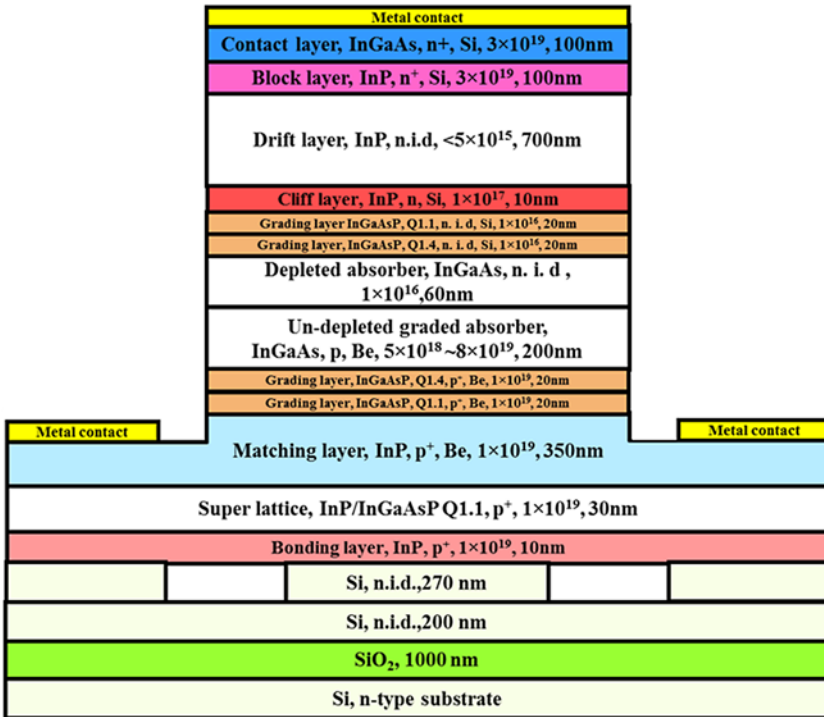 Metal contact
Contact layer, InGaAs, n+, Si, 3×10¹⁹, 100nm
Block layer, InP, n⁺, Si, 3×10¹⁹, 100nm
Drift layer, InP, n.i.d, <5×10¹⁵, 700nm
Cliff layer, InP, n, Si, 1×10¹⁷, 10nm
Grading layer InGaAsP, Q1.1, n. i. d, Si, 1×10¹⁶, 20nm
Grading layer, InGaAsP, Q1.4, n. i. d, Si, 1×10¹⁶, 20nm
Depleted absorber, InGaAs, n. i. d ,
1×10¹⁶,60nm
Un-depleted graded absorber,
InGaAs, p, Be, 5×10¹⁸ ~8×10¹⁹, 200nm
Grading layer, InGaAsP, Q1.4, p⁺, Be, 1×10¹⁹, 20nm
Grading layer, InGaAsP, Q1.1, p⁺, Be, 1×10¹⁹, 20nm
Metal contact
Metal contact
Matching layer, InP, p⁺, Be, 1×10¹⁹, 350nm
Super lattice, InP/InGaAsP Q1.1, p⁺, 1×10¹⁹, 30nm
Bonding layer, InP, p⁺, 1×10¹⁹, 10nm
Si, n.i.d.,270 nm
Si, n.i.d.,200 nm
SiO₂, 1000 nm
Si, n-type substrate